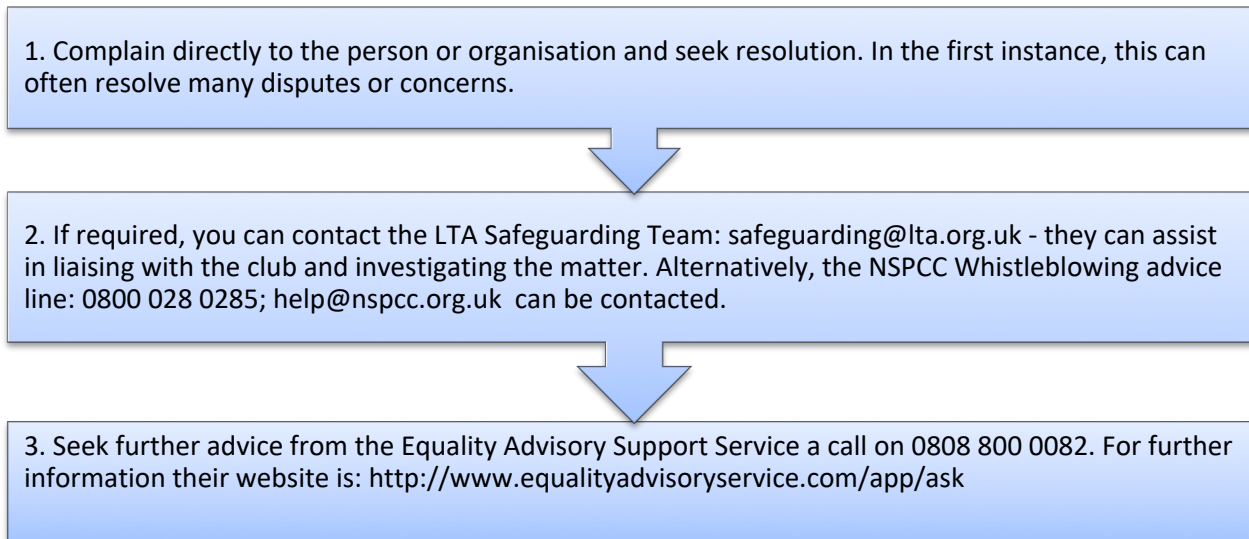 1. Complain directly to the person or organisation and seek resolution. In the first instance, this can
often resolve many disputes or concerns.
2. If required, you can contact the LTA Safeguarding Team: safeguarding@lta.org.uk - they can assist
in liaising with the club and investigating the matter. Alternatively, the NSPCC Whistleblowing advice
line: 0800 028 0285; help@nspcc.org.uk  can be contacted.
3. Seek further advice from the Equality Advisory Support Service a call on 0808 800 0082. For further
information their website is: http://www.equalityadvisoryservice.com/app/ask